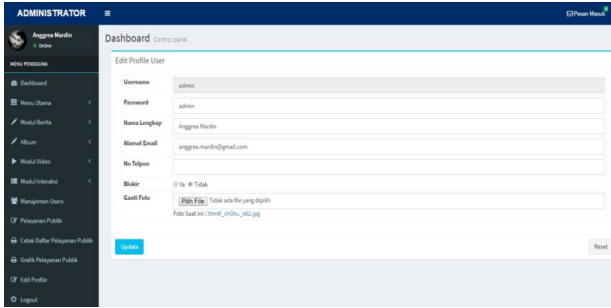 ADMINISTRATOR
Pesan Masuk
Anggrea Mardin
Online
MENU PENGGUNA
Dashboard
Menu Utama
Modul Berita
Album
Modul Video
Modul Interaksi
Manajemen Users
Pelayanan Publik
Cetak Daftar Pelayanan Publik
Grafik Pelayanan Publik
Edit Profile
Logout
Dashboard Control panel
Edit Profile User
Username admin
Password admin
Nama Lengkap Anggrea Mardin
Alamat Email anggrea.mardin@gmail.com
No Telpon
Blokir Ya Tidak
Ganti Foto Pilih File Tidak ada file yang dipilih
Foto Saat ini :
Update Reset